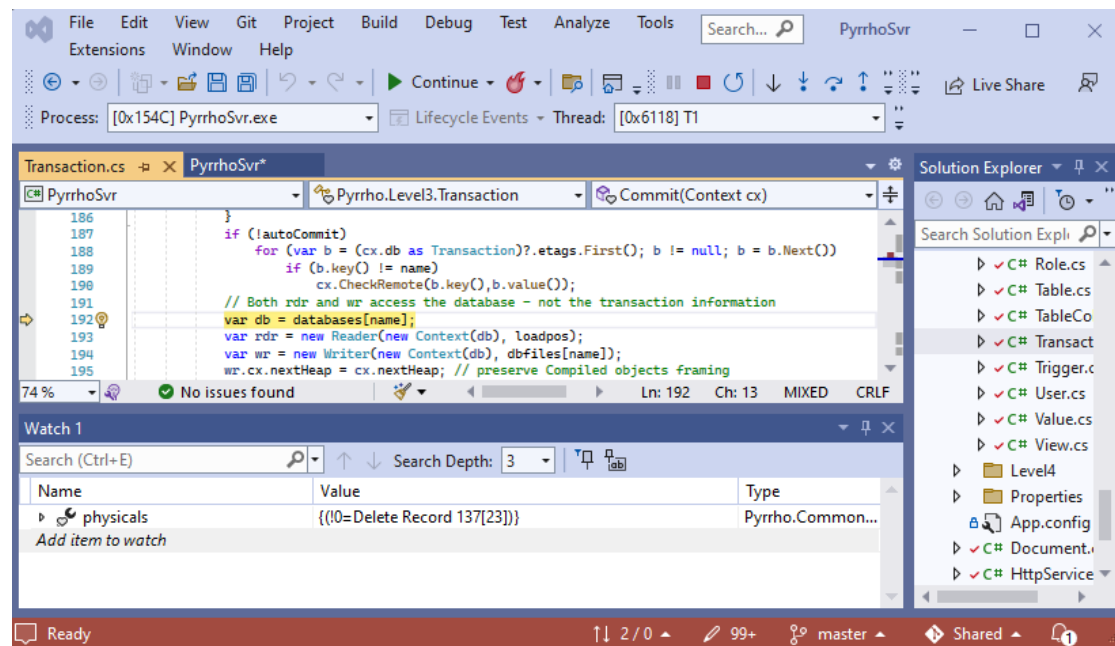 File Edit View Git Project Build Debug Test Analyze Tools Search... PyrrhoSvr
Extensions Window Help
Continue Live Share
Process: [0x154C] PyrrhoSvr.exe Lifecycle Events Thread: [0x6118] T1
Transaction.cs PyrrhoSvr* Solution Explorer
C# PyrrhoSvr Pyrrho.Level3.Transaction Commit(Context cx)
186 }
187 if (!autoCommit)
188 for (var b = (cx.db as Transaction)?.etags.First(); b != null; b = b.Next())
189 if (b.key() != name)
190 cx.CheckRemote(b.key(),b.value());
191 // Both rdr and wr access the database - not the transaction information
192 var db = databases[name];
193 var rdr = new Reader(new Context(db), loadpos);
194 var wr = new Writer(new Context(db), dbfiles[name]);
195 wr.cx.nextHeap = cx.nextHeap; // preserve Compiled objects framing
74 % No issues found Ln: 192 Ch: 13 MIXED CRLF
Watch 1
Search (Ctrl+E) Search Depth: 3
Name Value Type
physicals {(!0=Delete Record 137[23])} Pyrrho.Common...
Add item to watch
Search Solution Expl
C# Role.cs
C# Table.cs
C# TableCo
C# Transact
C# Trigger.c
C# User.cs
C# Value.cs
C# View.cs
Level4
Properties
App.config
C# Document.
C# HttpService
Ready 2 / 0 99+ master Shared 1